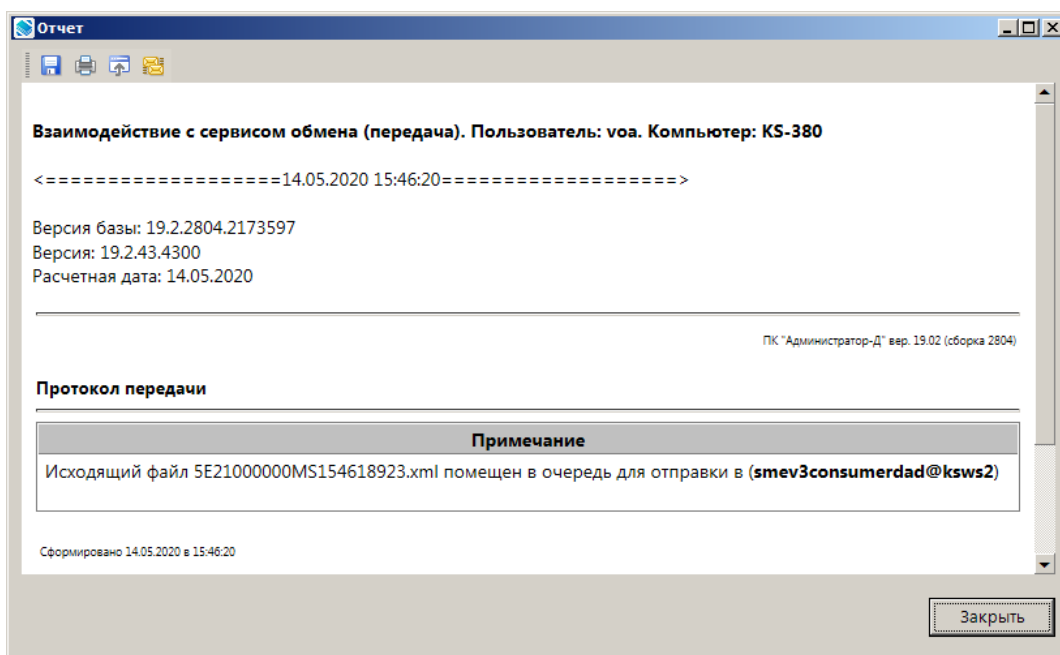 Отчет
Взаимодействие с сервисом обмена (передача). Пользователь: voa. Компьютер: KS-380
<===================14.05.2020 15:46:20===================>
Версия базы: 19.2.2804.2173597
Версия: 19.2.43.4300
Расчетная дата: 14.05.2020
ПК "Администратор-Д" вер. 19.02 (сборка 2804)
Протокол передачи
Примечание
Исходящий файл 5E21000000MS154618923.xml помещен в очередь для отправки в (smev3consumerdad@ksws2)
Сформировано 14.05.2020 в 15:46:20
Закрыть